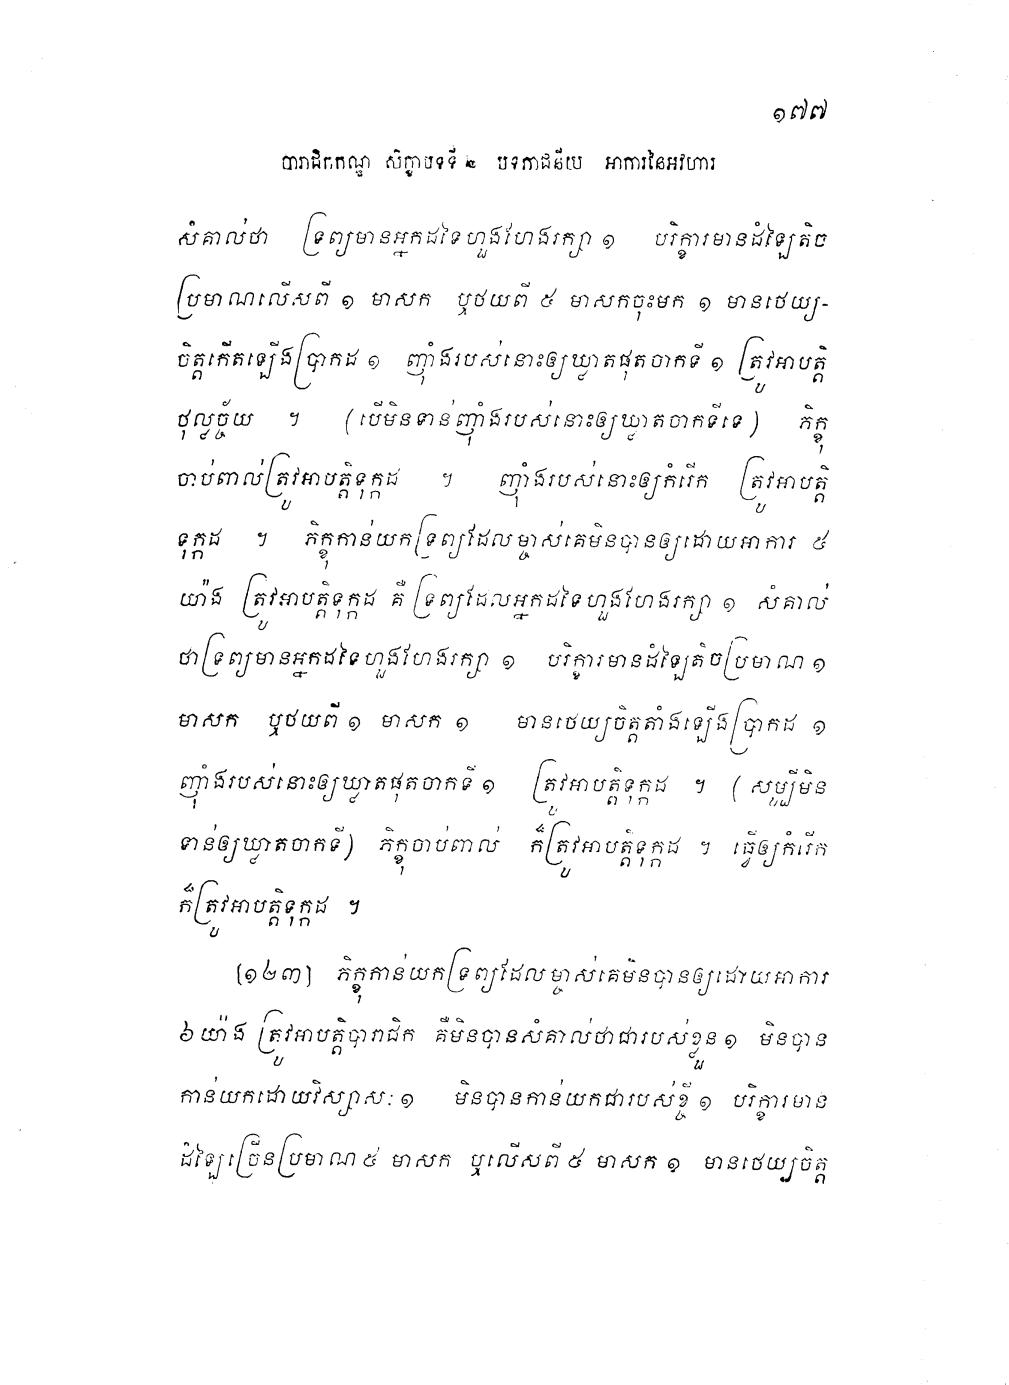 ១៧៧
បារាជិកកណ្ឌ សិក្ខាបទទី ២ បទភាជនីយ អាការនៃអវហារ
សំគាល់ថា ទ្រព្យមានអ្នកដទៃហួងហែងរក្សា ១ បរិក្ខារមានដំឡៃតិច
ប្រមាណលើសពី ១ មាសក ឬថយពី ៥ មាសកចុះមក ១ មានថេយ្យ-
ចិត្តកើតឡើងប្រាកដ ១ ញ៉ាំងរបស់នោះឲ្យឃ្លាតផុតចាកទី ១ ត្រូវអាបត្តិ
ថុល្លច្ច័យ ។ (បើមិនទាន់ញ៉ាំងរបស់នោះឲ្យឃ្លាតចាកទីទេ) ភិក្ខុ
ចាប់ពាល់ត្រូវអាបត្តិទុក្កដ ។ ញ៉ាំងរបស់នោះឲ្យកំរើក ត្រូវអាបត្តិ
ទុក្កដ ។ ភិក្ខុកាន់យកទ្រព្យដែលម្ចាស់គេមិនបានឲ្យដោយអាការ ៥
យ៉ាង ត្រូវអាបត្តិទុក្កដ គឺ ទ្រព្យដែលអ្នកដទៃហួងហែងរក្សា ១ សំគាល់
ថាទ្រព្យមានអ្នកដទៃហួងហែងរក្សា ១ បរិក្ខារមានដំឡៃតិចប្រមាណ ១
មាសក ឬថយពី ១ មាសក ១ មានថេយ្យចិត្តតាំងឡើងប្រាកដ ១
ញ៉ាំងរបស់នោះឲ្យឃ្លាតផុតចាកទី ១ ត្រូវអាបត្តិទុក្កដ ។ (សម្បីមិន
ទាន់ឲ្យឃ្លាតចាកទី) ភិក្ខុចាប់ពាល់ ក៏ត្រូវអាបត្តិទុក្កដ ។ ធ្វើឲ្យកំរើក
ក៏ត្រូវអាបត្តិទុក្កដ ។
(១២៣) ភិក្ខុកាន់យកទ្រព្យដែលម្ចាស់គេមិនបានឲ្យដោយអាការ
៦ យ៉ាង ត្រូវអាបត្តិបារាជិក គឺមិនបានសំគាល់ថាជារបស់ខ្លួន ១ មិនបាន
កាន់យកដោយវិស្សាសៈ ១ មិនបានកាន់យកជារបស់ខ្ចី ១ បរិក្ខារមាន
ដំឡៃច្រើនប្រមាណ ៥ មាសក ឬលើសពី ៥ មាសក ១ មានថេយ្យចិត្ត